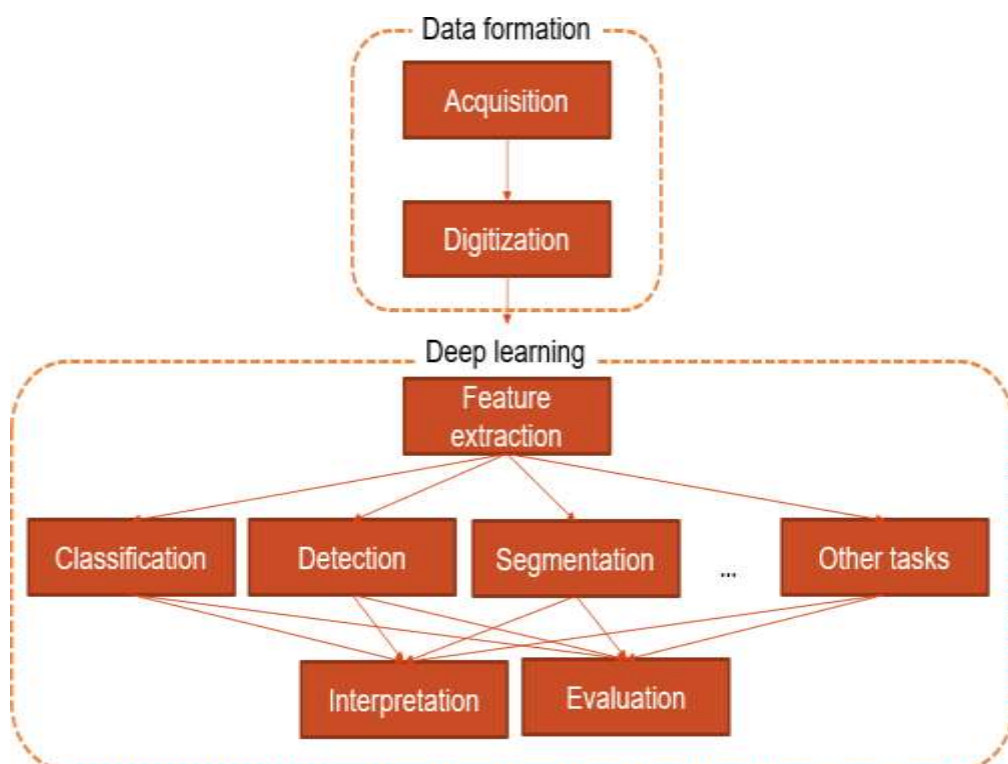 Data formation
Acquisition
Digitization
Deep learning
Feature
extraction
Classification
Detection
Segmentation
...
Other tasks
Interpretation
Evaluation